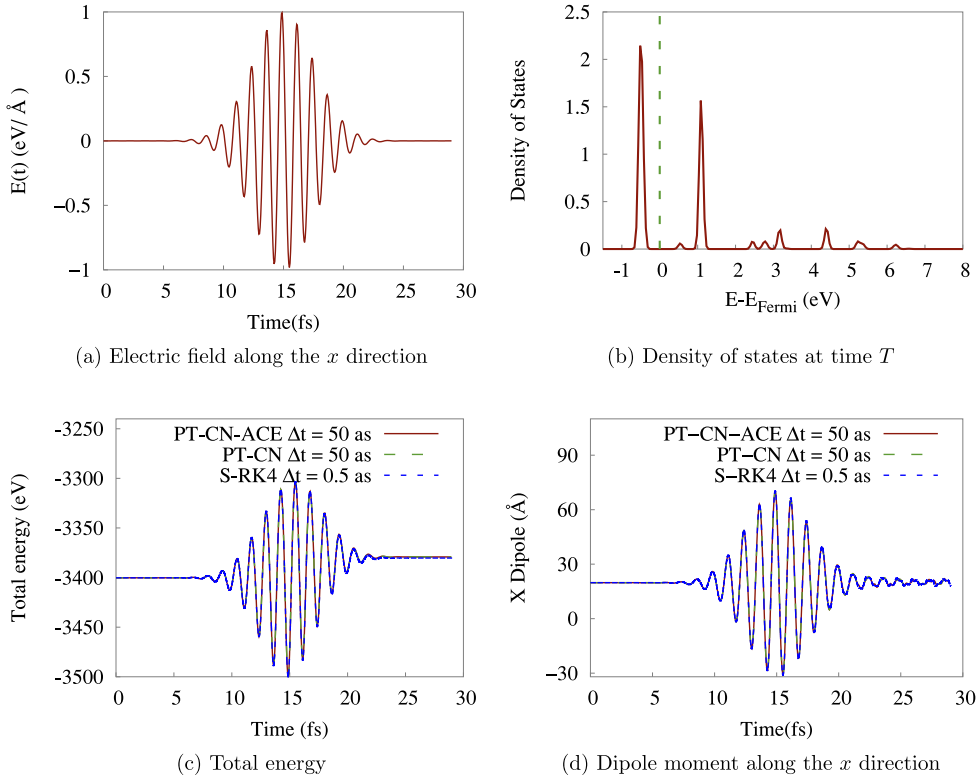 E(t) (eV/ Å )
1
0.5
0
−0.5
−1
0 5 10 15 20 25 30
Time(fs)
(a) Electric field along the x direction
Density of States
2.5
2
1.5
1
0.5
0
-1 0 1 2 3 4 5 6 7 8
E-E_Fermi (eV)
(b) Density of states at time T
Total energy (eV)
-3250
-3300
-3350
-3400
-3450
-3500
PT-CN-ACE Δt = 50 as
PT-CN Δt = 50 as
S-RK4 Δt = 0.5 as
0 5 10 15 20 25 30
Time (fs)
(c) Total energy
X Dipole (Å)
90
60
30
0
−30
PT−CN−ACE Δt = 50 as
PT−CN Δt = 50 as
S−RK4 Δt = 0.5 as
0 5 10 15 20 25 30
Time(fs)
(d) Dipole moment along the x direction